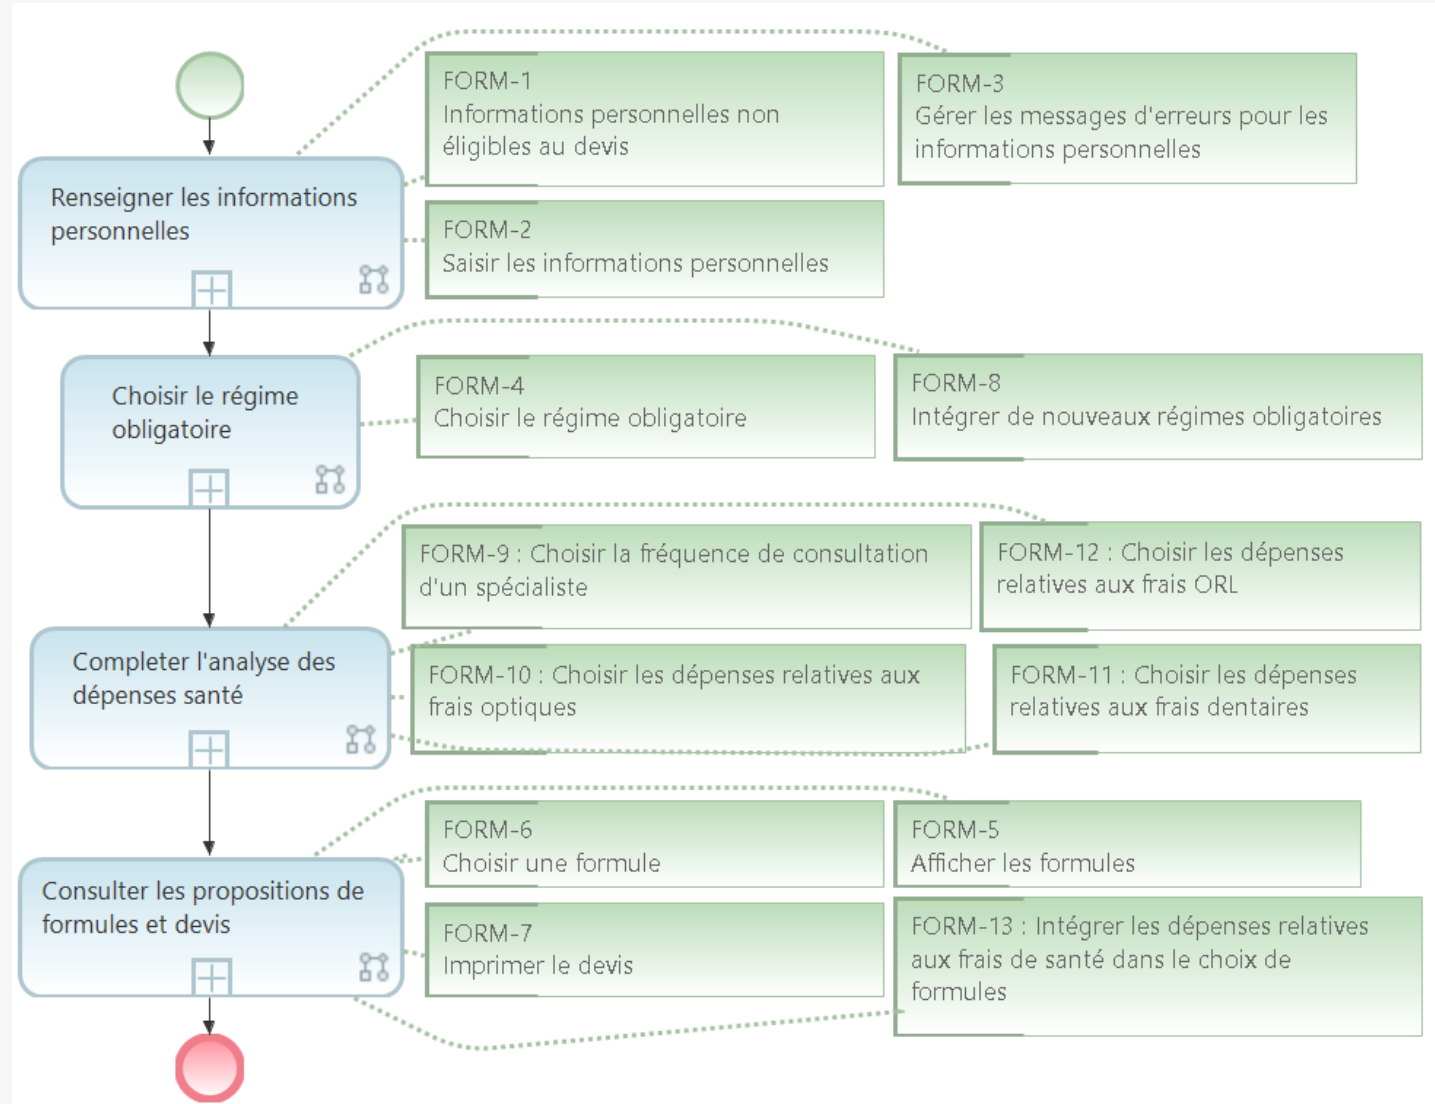 FORM-1
Informations personnelles non
éligibles au devis
FORM-3
Gérer les messages d'erreurs pour les
informations personnelles
Renseigner les informations
personnelles
FORM-2
Saisir les informations personnelles
Choisir le régime
obligatoire
FORM-4
Choisir le régime obligatoire
FORM-8
Intégrer de nouveaux régimes obligatoires
FORM-9 : Choisir la fréquence de consultation
d'un spécialiste
FORM-12 : Choisir les dépenses
relatives aux frais ORL
Completer l'analyse des
dépenses santé
FORM-10 : Choisir les dépenses relatives aux
frais optiques
FORM-11 : Choisir les dépenses
relatives aux frais dentaires
FORM-6
Choisir une formule
FORM-5
Afficher les formules
Consulter les propositions de
formules et devis
FORM-7
Imprimer le devis
FORM-13 : Intégrer les dépenses relatives
aux frais de santé dans le choix de
formules